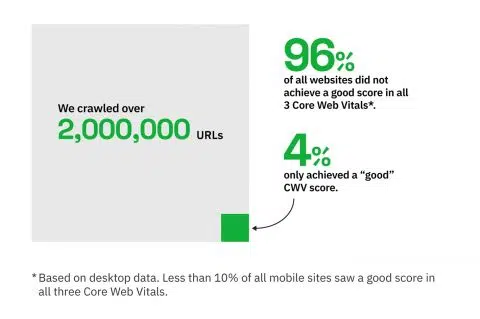 We crawled over
2,000,000 URLs
96%
of all websites did not
achieve a good score in all
3 Core Web Vitals*.
4%
only achieved a “good”
CWV score.
* Based on desktop data. Less than 10% of all mobile sites saw a good score in
all three Core Web Vitals.